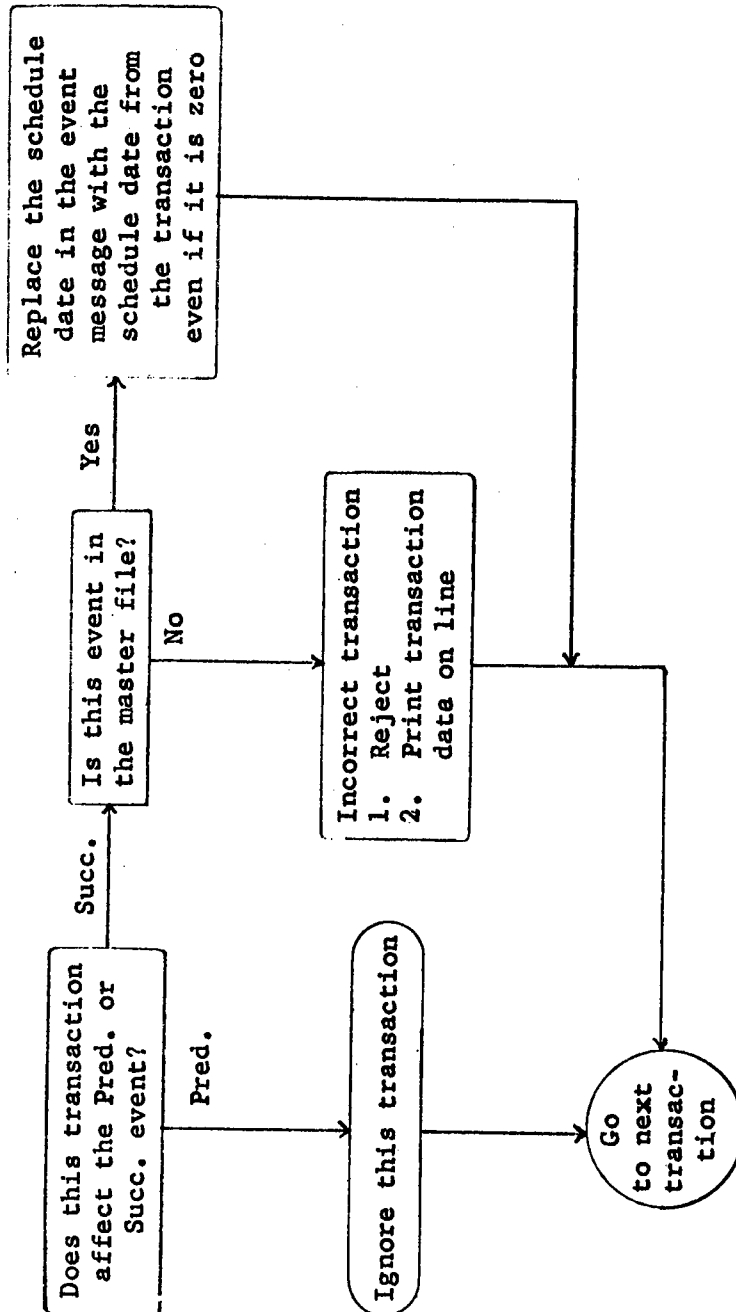 Does this transaction
affect the Pred. or
Succ. event?
Succ.
Is this event in
the master file?
Yes
Replace the schedule
date in the event
message with the
schedule date from
the transaction
even if it is zero
Pred.
No
Ignore this transaction
Incorrect transaction
1. Reject
2. Print transaction
data on line
Go
to next
transac-
tion